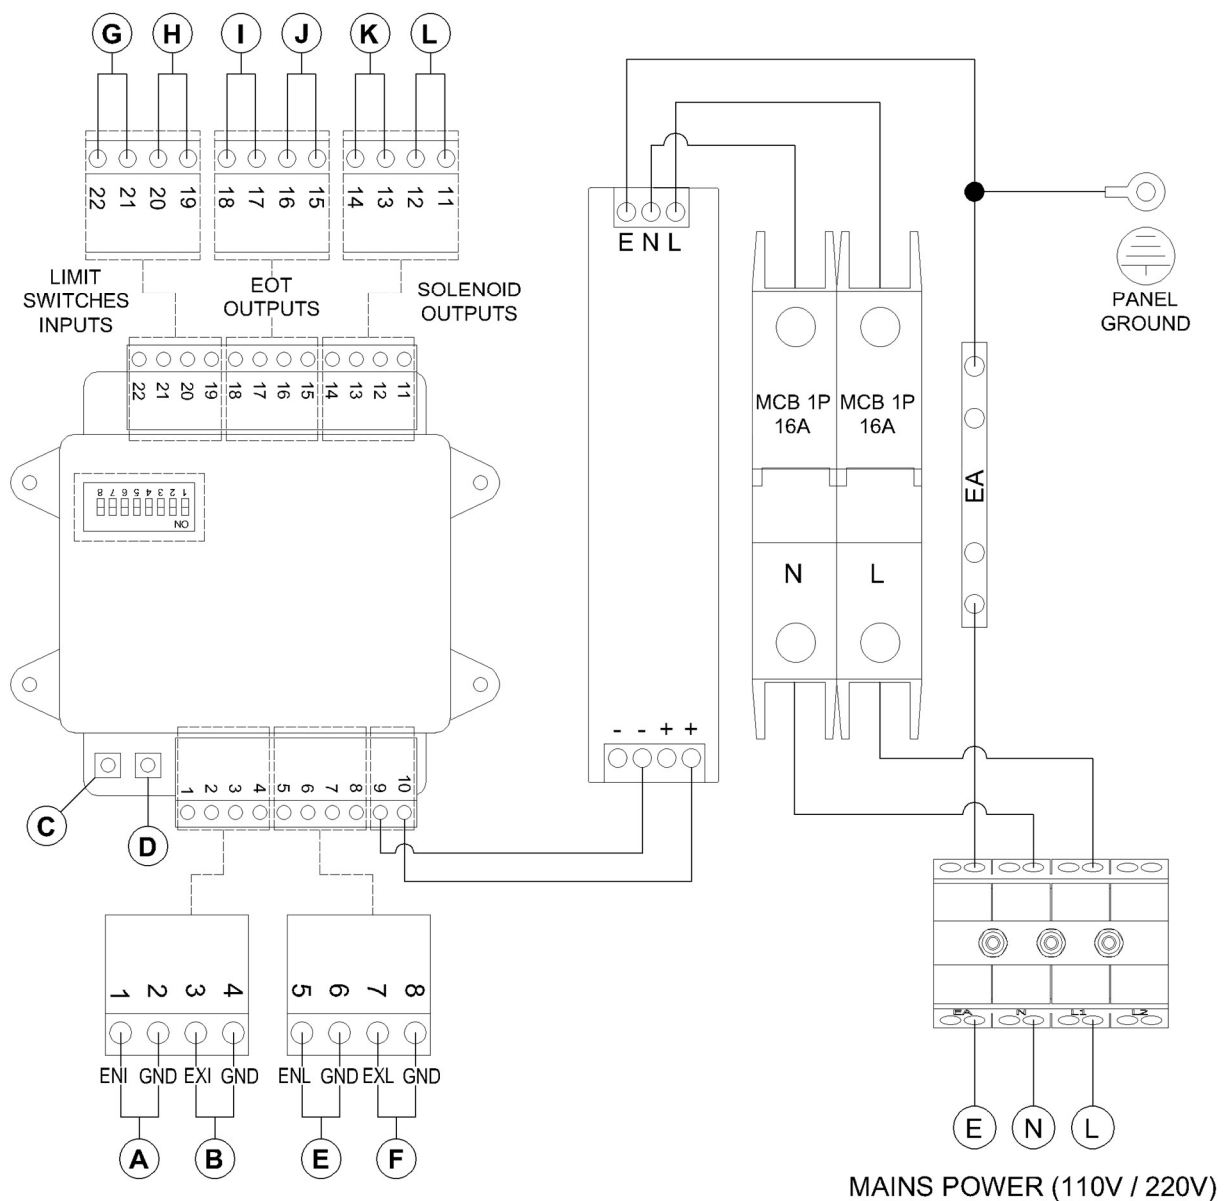 G H I J K L
22 21 20 19 18 17 16 15 14 13 12 11
E N L
LIMIT
SWITCHES
INPUTS
EOT
OUTPUTS
SOLENOID
OUTPUTS
PANEL
GROUND
22 21 20 19 18 17 16 15 14 13 12 11
MCB 1P
16A
MCB 1P
16A
EA
8 7 6 5 4 3 2 1
ON
N L
- - + +
1 2 3 4 5 6 7 8 9 10
C
D
1 2 3 4 5 6 7 8
EA N L1 L2
ENI GND EXI GND ENL GND EXL GND
A B E F
E N L
MAINS POWER (110V / 220V)